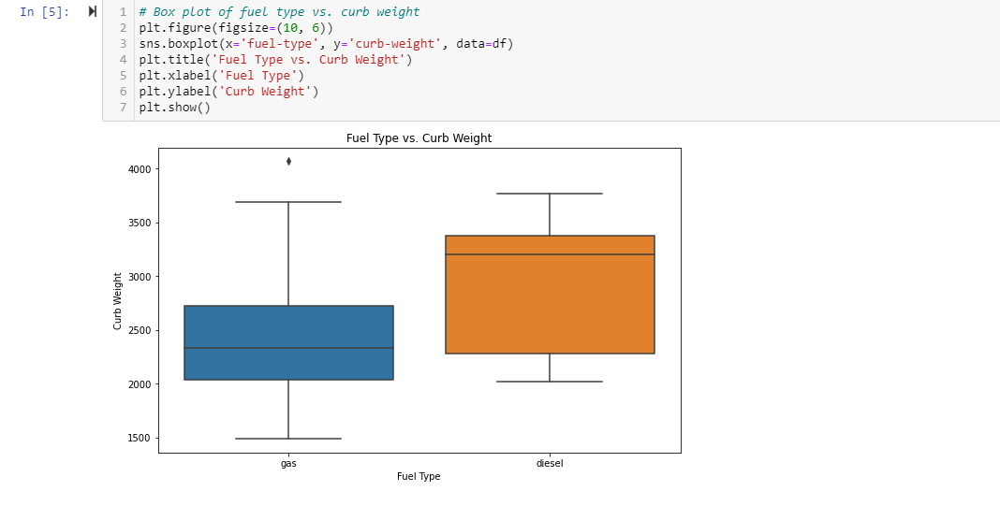 In [5]:
1 # Box plot of fuel type vs. curb weight
2 plt.figure(figsize=(10, 6))
3 sns.boxplot(x='fuel-type', y='curb-weight', data=df)
4 plt.title('Fuel Type vs. Curb Weight')
5 plt.xlabel('Fuel Type')
6 plt.ylabel('Curb Weight')
7 plt.show()
Fuel Type vs. Curb Weight
4000
3500
3000
2500
2000
1500
Curb Weight
gas diesel
Fuel Type